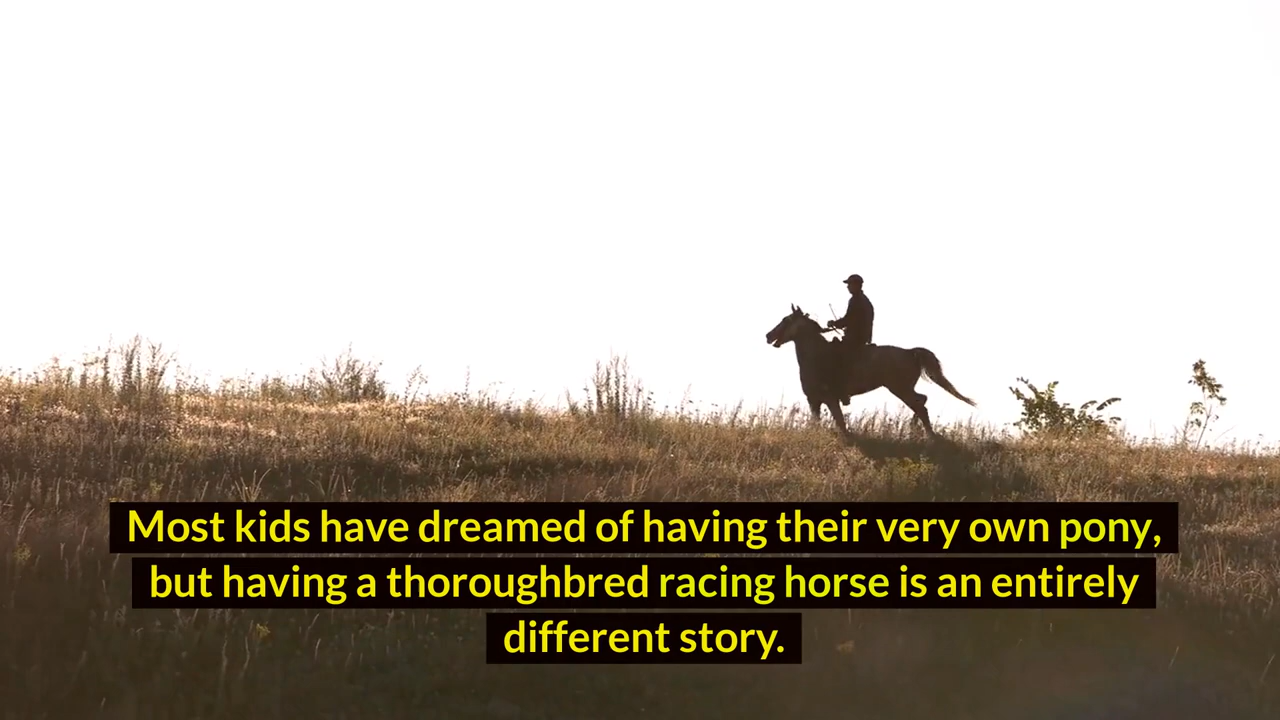 Most kids have dreamed of having their very own pony,
but having a thoroughbred racing horse is an entirely
different story.